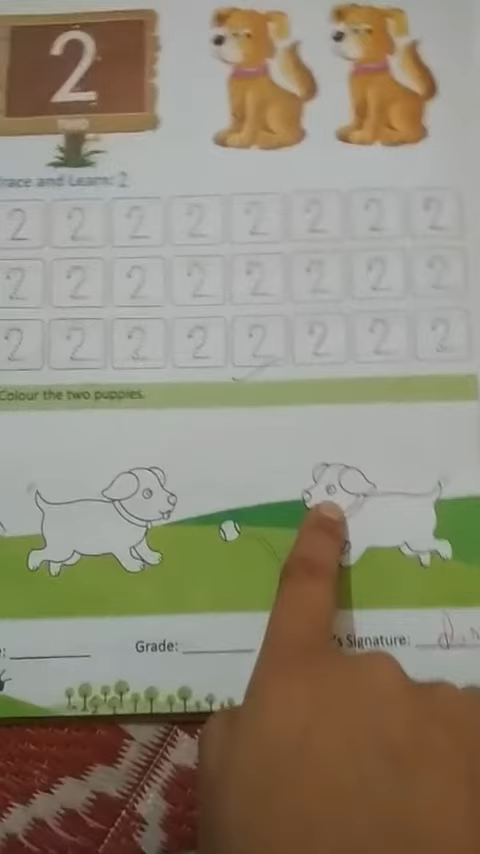 2
TWO
race and Learn: 2
2 2 2 2 2 2 2 2
2 2 2 2 2 2 2 2
2 2 2 2 2 2 2 2
Colour the two puppies.
e: Grade: 's Signature: